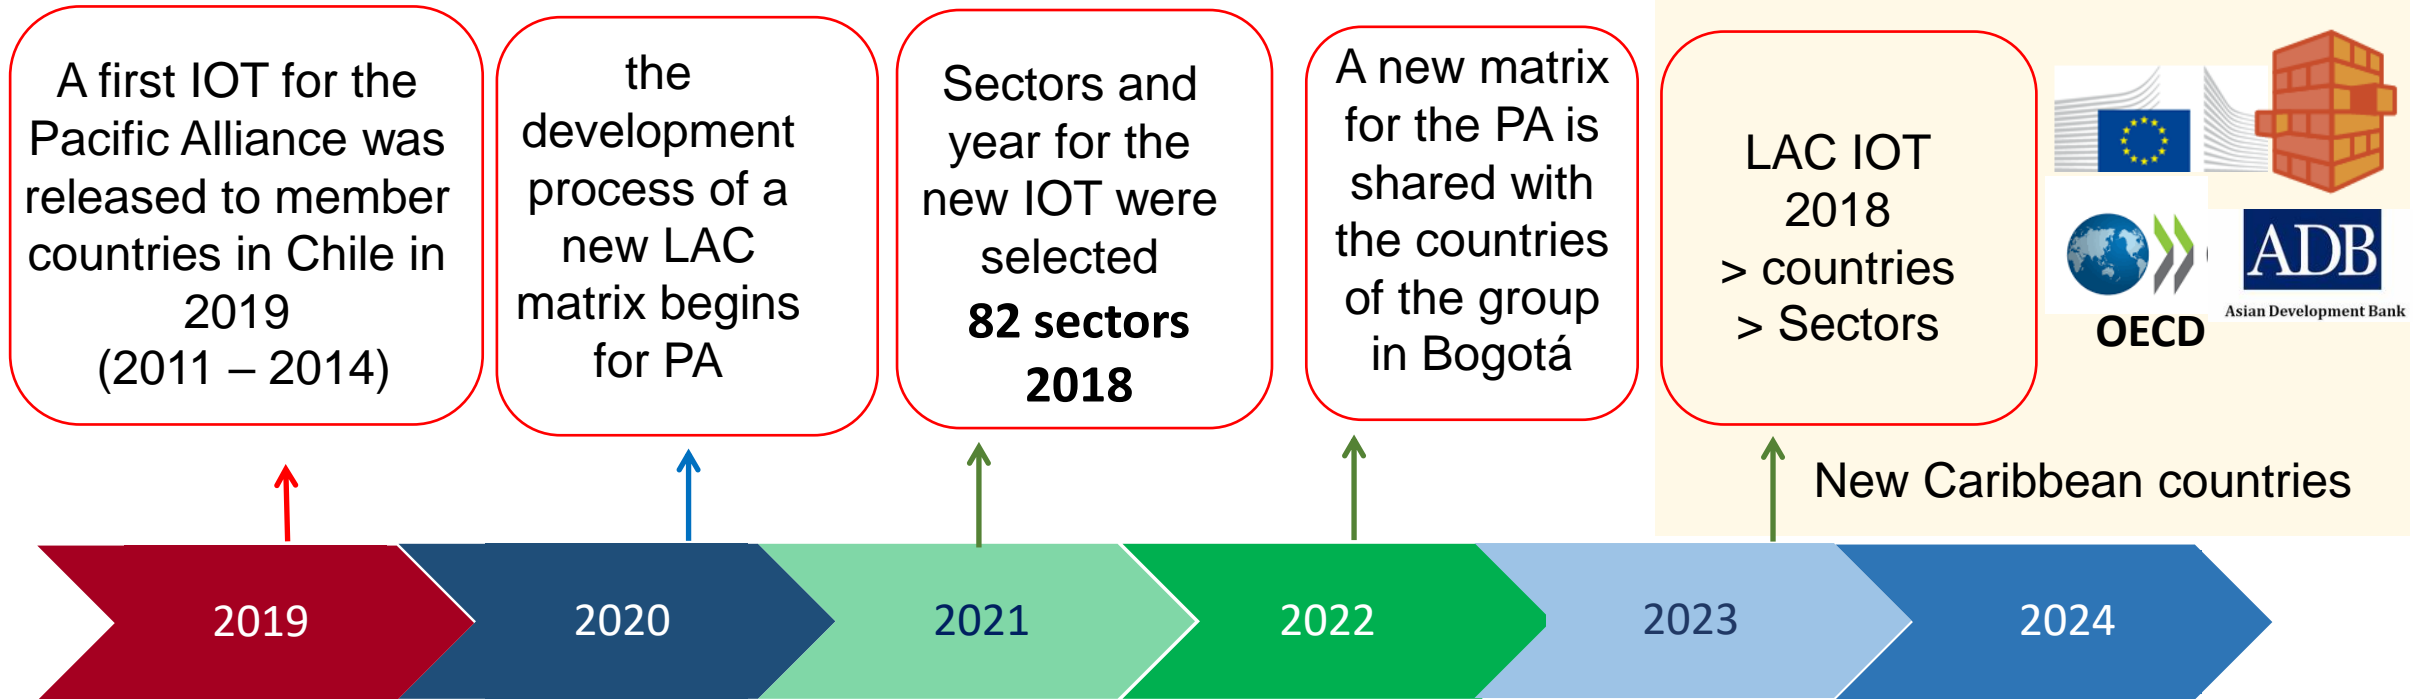 A first IOT for the
Pacific Alliance was
released to member
countries in Chile in
2019
(2011 – 2014)
the
development
process of a
new LAC
matrix begins
for PA
Sectors and
year for the
new IOT were
selected
82 sectors
2018
A new matrix
for the PA is
shared with
the countries
of the group
in Bogotá
LAC IOT
2018
> countries
> Sectors
OECD
ADB
Asian Development Bank
New Caribbean countries
2019
2020
2021
2022
2023
2024